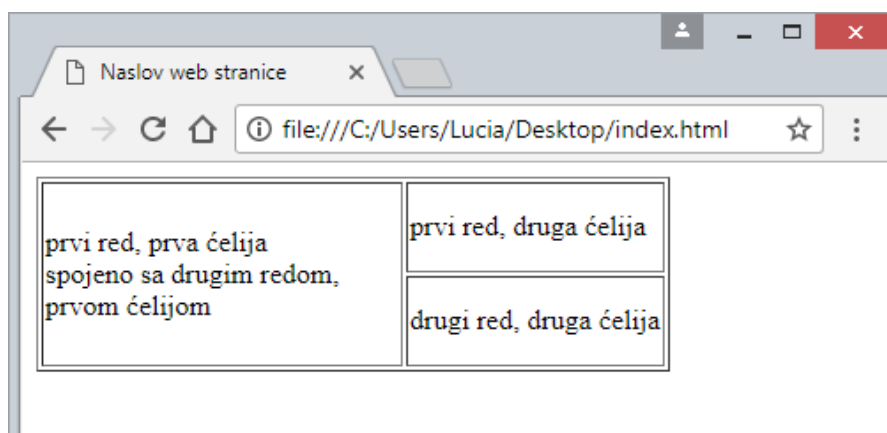 Naslov web stranice
file:///C:/Users/Lucia/Desktop/index.html
prvi red, prva ćelija
spojeno sa drugim redom,
prvom ćelijom
prvi red, druga ćelija
drugi red, druga ćelija